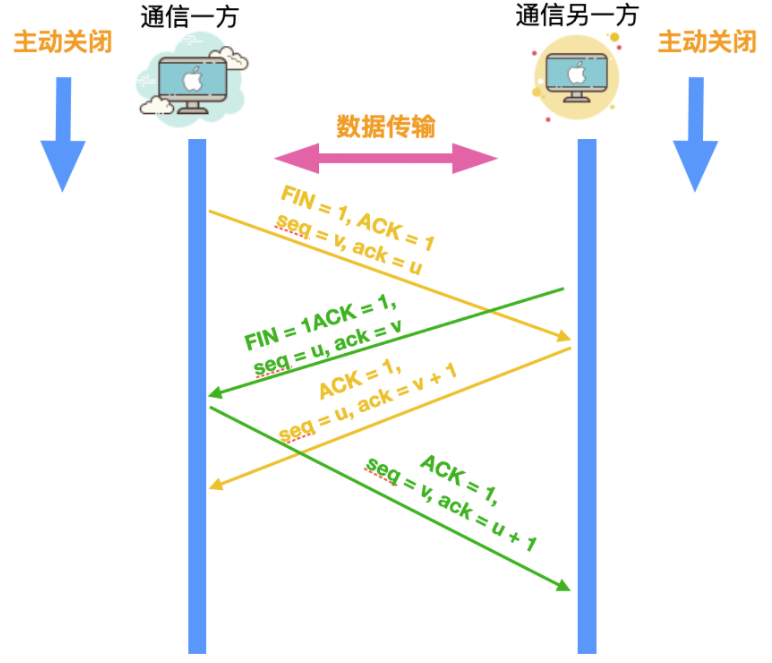 通信一方
通信另一方
主动关闭
主动关闭
数据传输
FIN = 1, ACK = 1
seq = v, ack = u
FIN = 1ACK = 1,
seq = u, ack = v
ACK = 1,
seq = u, ack = v + 1
ACK = 1,
seq = v, ack = u + 1